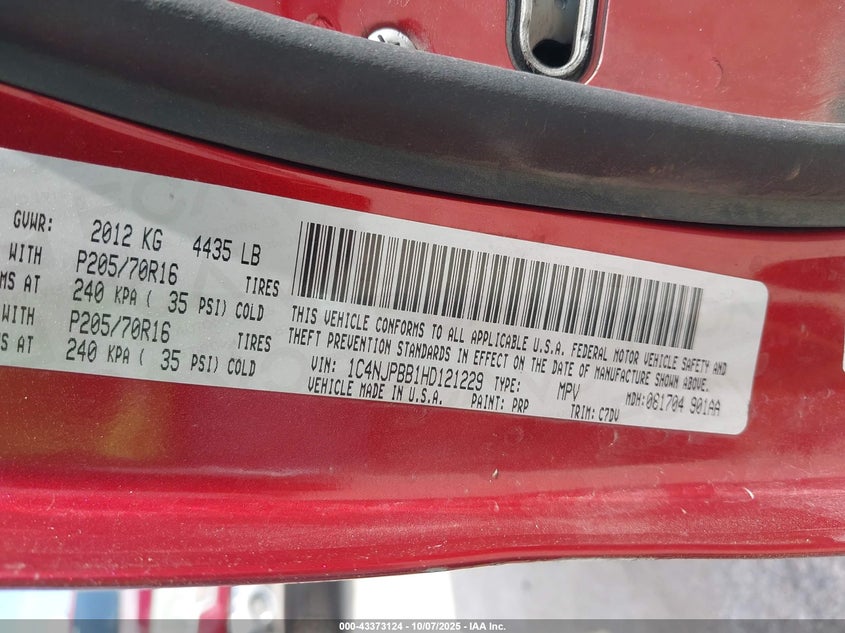 GVWR: 2012 KG 4435 LB
WITH P205/70R16 TIRES
MS AT 240 KPA ( 35 PSI) COLD
WITH P205/70R16 TIRES
S AT 240 KPA ( 35 PSI) COLD
THIS VEHICLE CONFORMS TO ALL APPLICABLE U.S.A. FEDERAL MOTOR VEHICLE SAFETY AND
THEFT PREVENTION STANDARDS IN EFFECT ON THE DATE OF MANUFACTURE SHOWN ABOVE.
VIN: 1C4NJPBB1HD121229 TYPE: MPV MDH:081704 901AA
VEHICLE MADE IN U.S.A. PAINT: PRP TRIM: C7DV
000-43373124 - 10/07/2025 - IAA Inc.